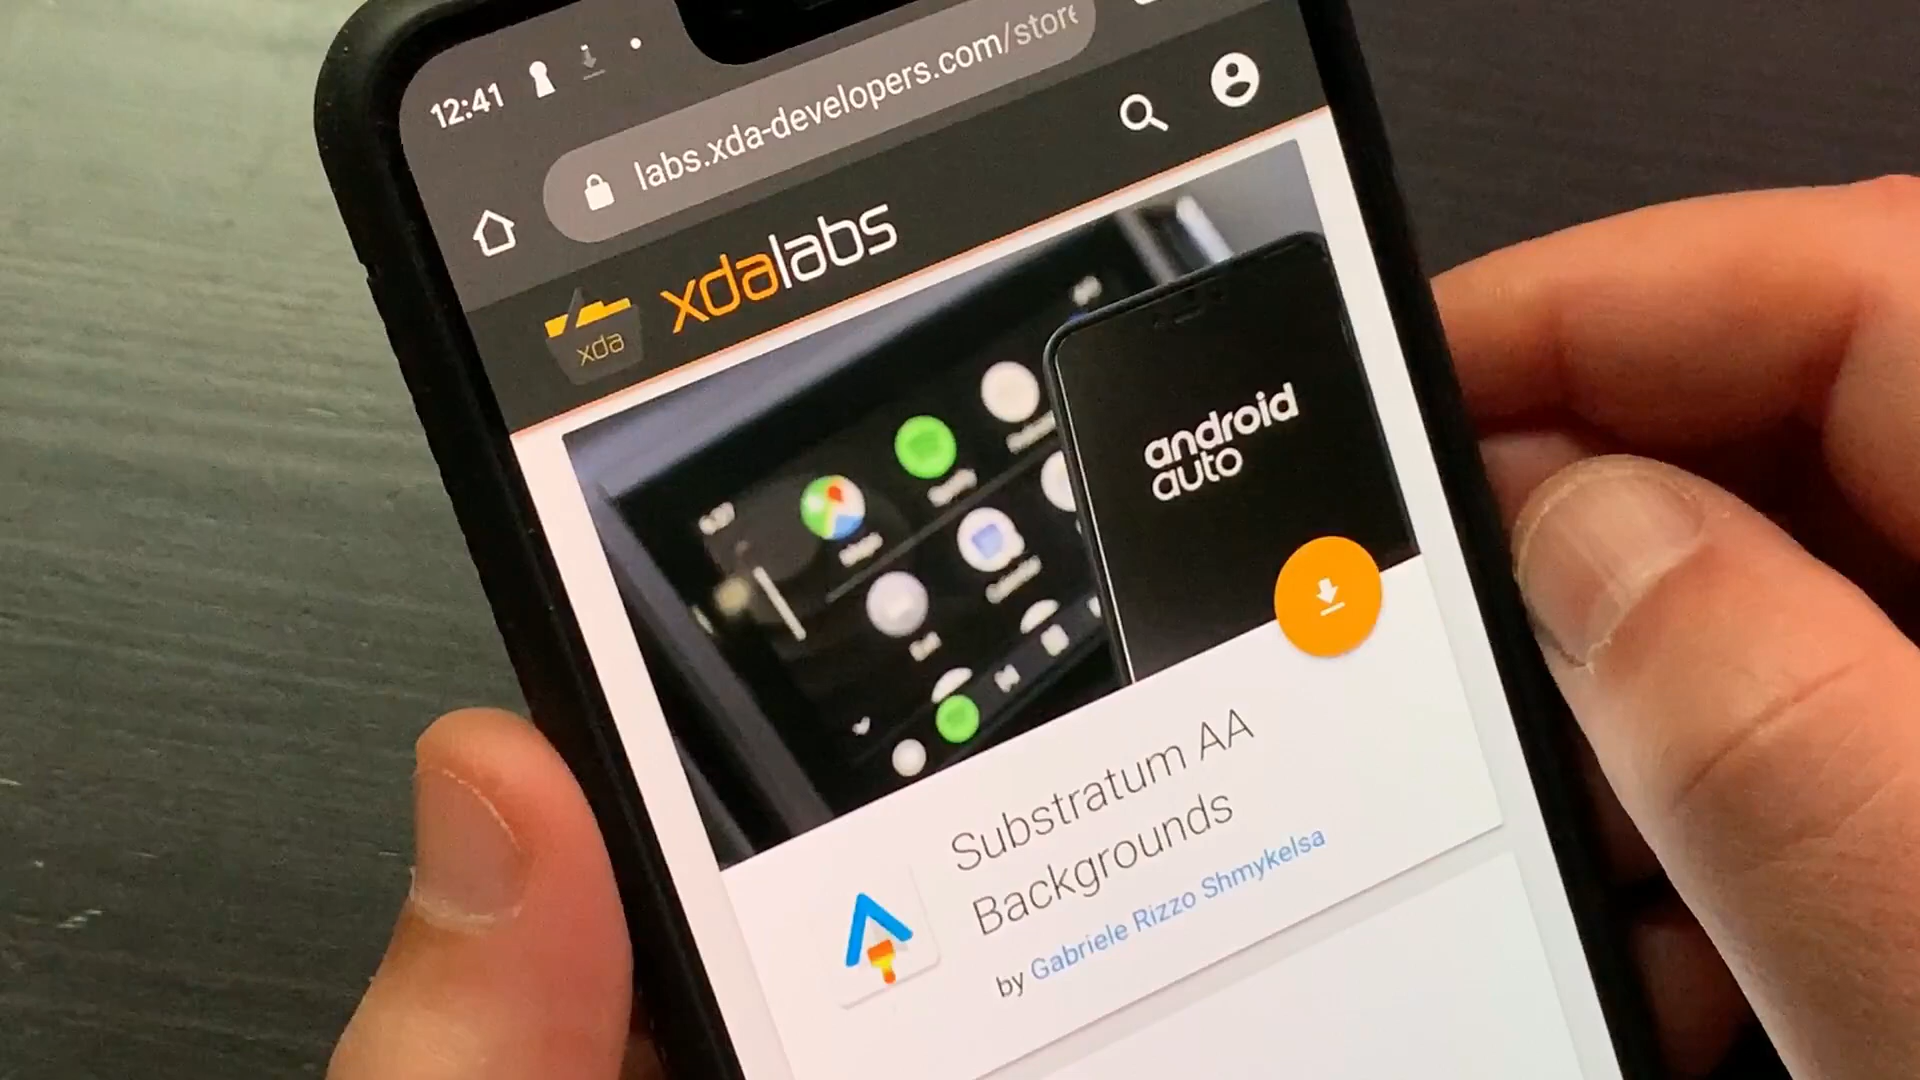 12:41
labs.xda-developers.com/store
xdalabs
xda
android
auto
Substratum AA
Backgrounds
by Gabriele Rizzo Shmykelsa